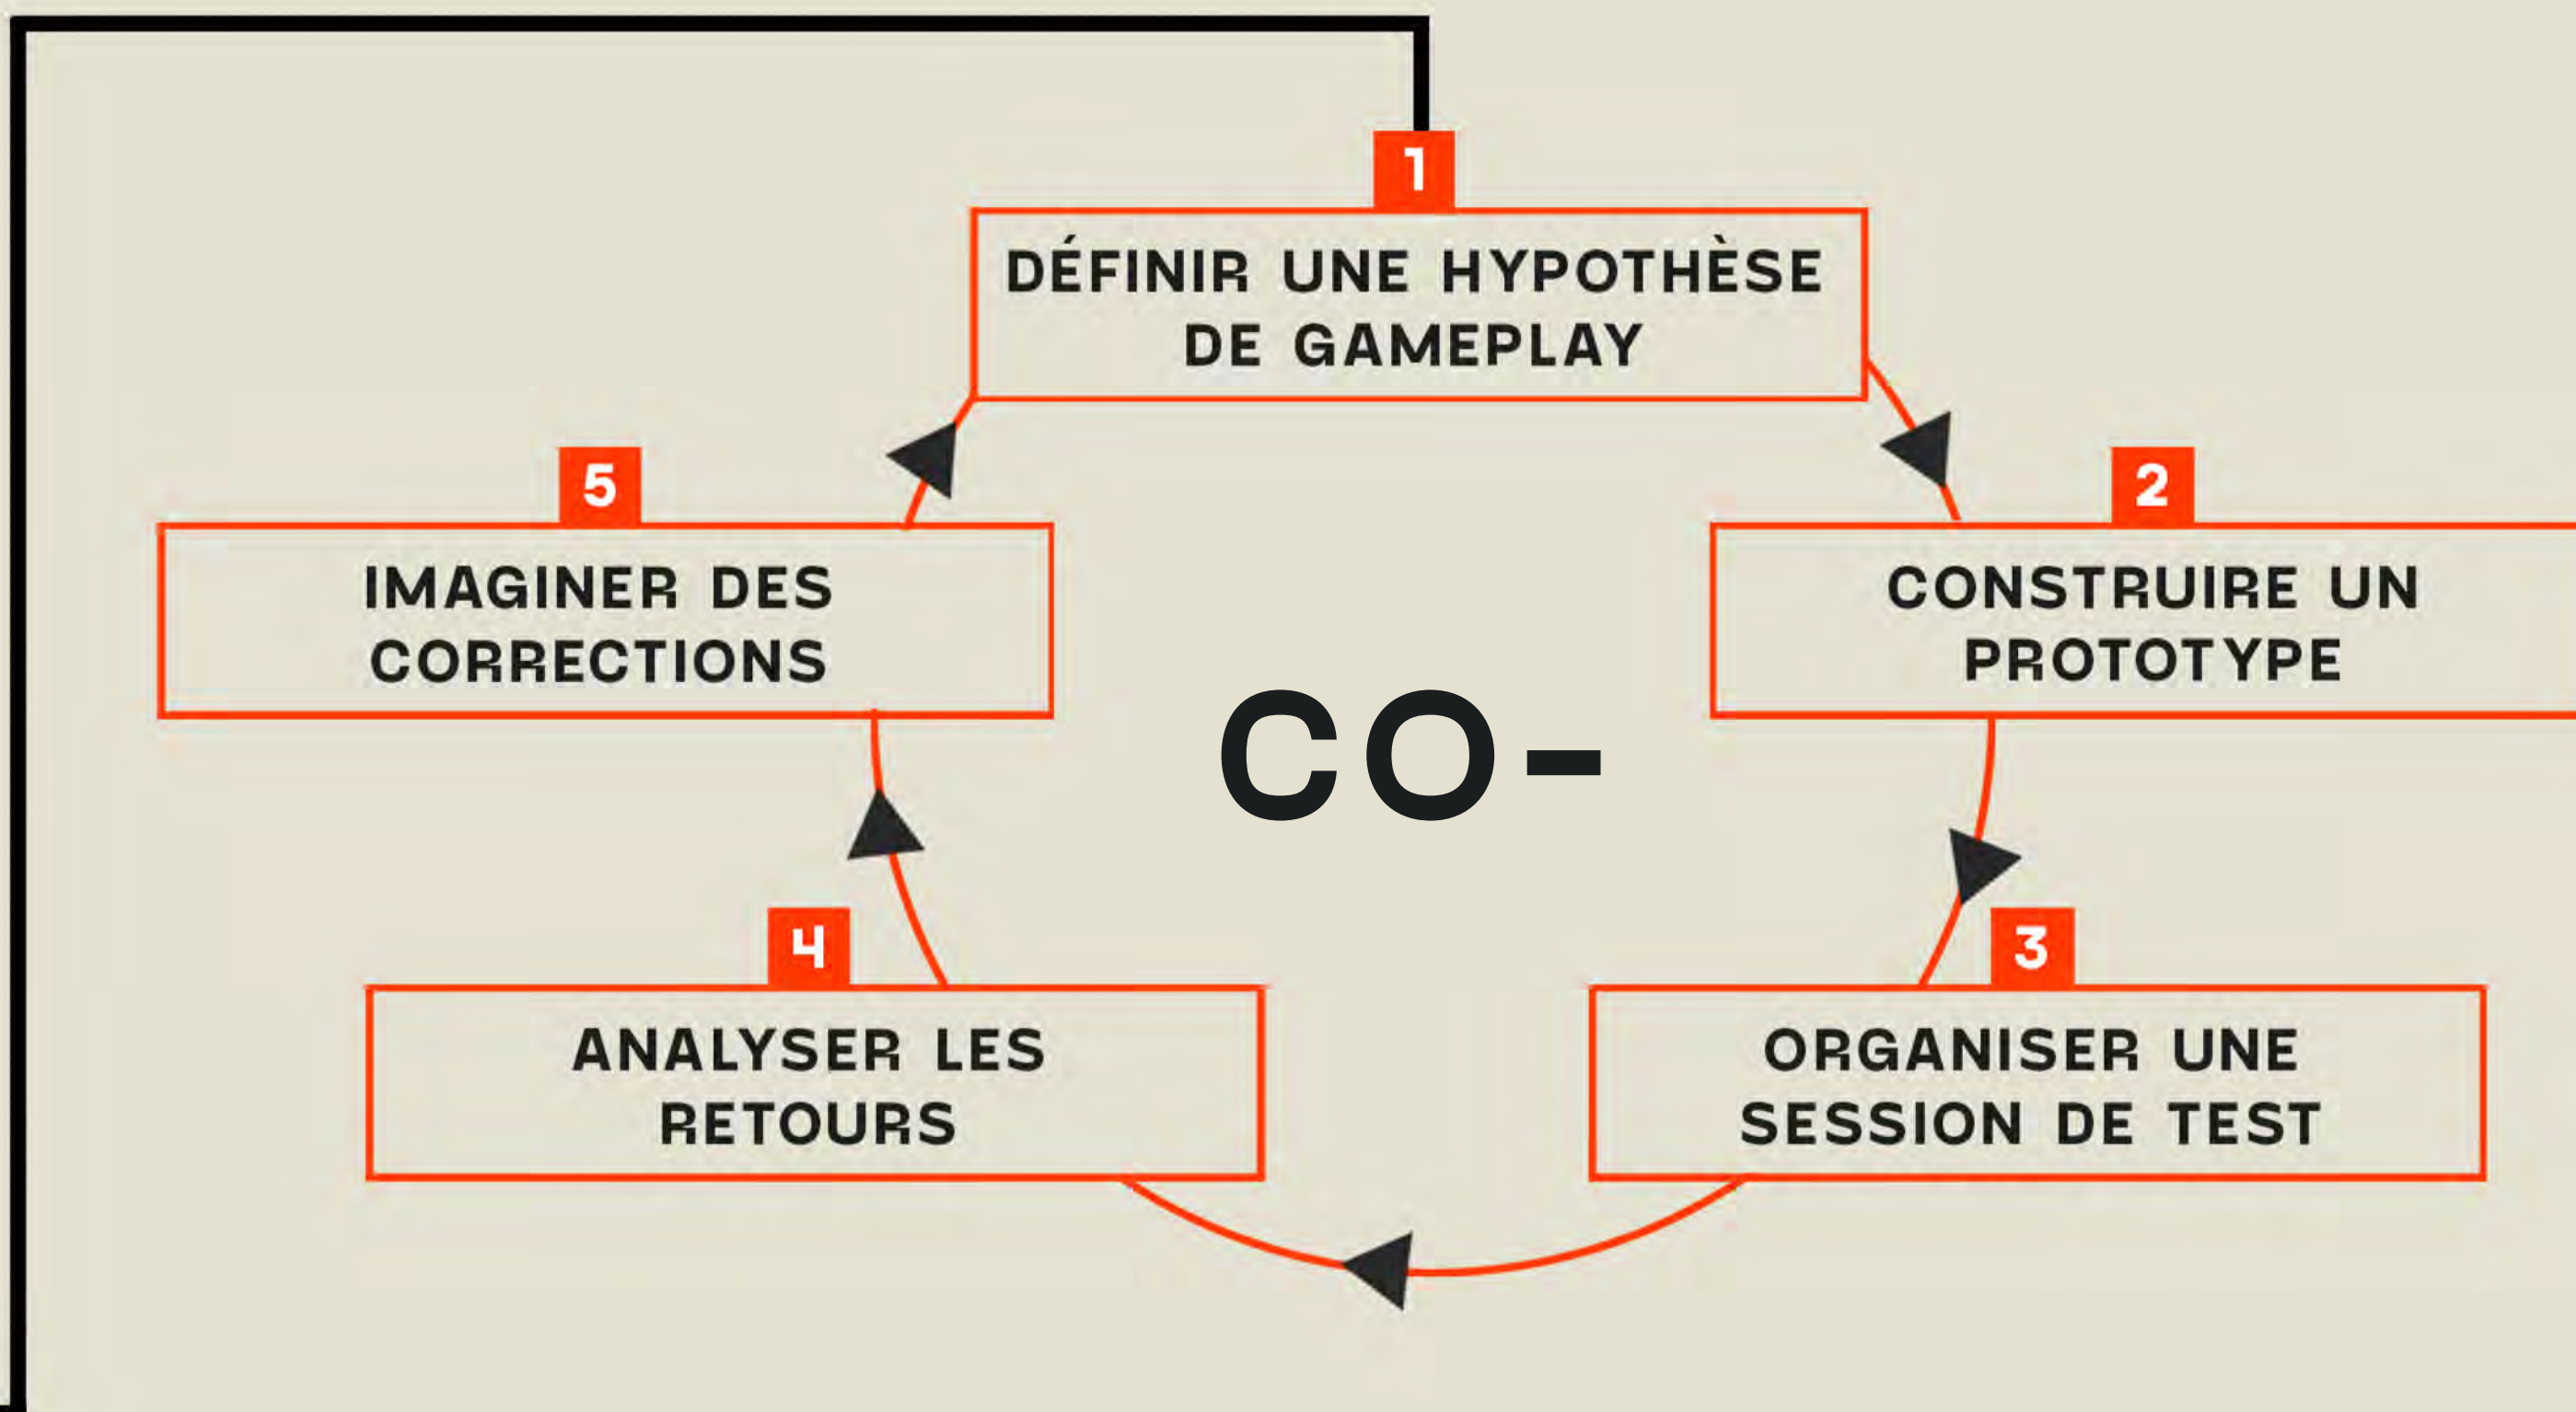 1
DÉFINIR UNE HYPOTHÈSE
DE GAMEPLAY
2
CONSTRUIRE UN
PROTOTYPE
3
ORGANISER UNE
SESSION DE TEST
4
ANALYSER LES
RETOURS
5
IMAGINER DES
CORRECTIONS
CO-